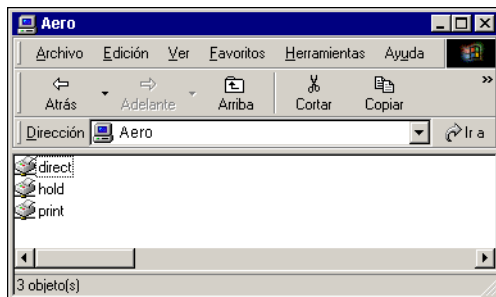 Aero
Archivo Edición Ver Favoritos Herramientas Ayuda
Atrás Adelante Arriba Cortar Copiar »
Dirección Aero Ir a
direct
hold
print
3 objeto(s)